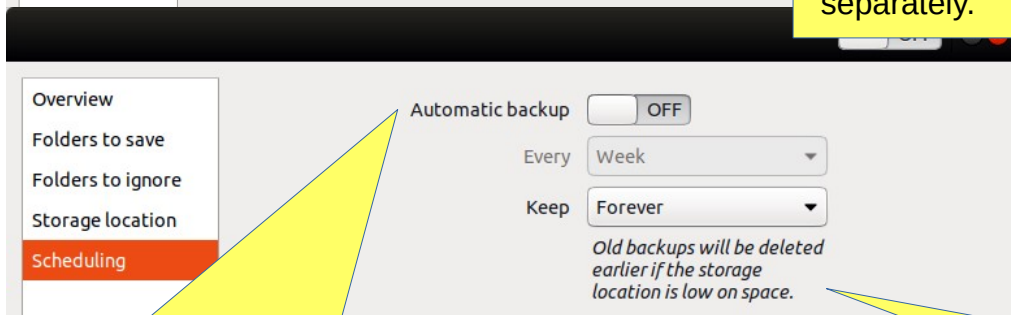 separately.
OFF
Overview
Folders to save
Folders to ignore
Storage location
Scheduling
Automatic backup OFF
Every Week
Keep Forever
Old backups will be deleted
earlier if the storage
location is low on space.